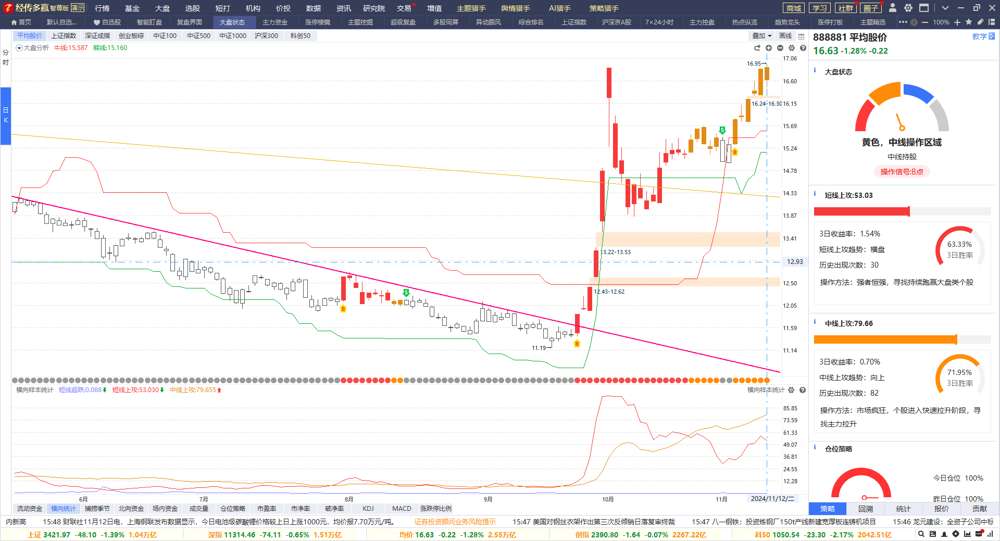 经传多赢 智尊版 演示 行情 基金 大盘 选股 短打 机构 价投 数据 资讯 研究院 交易 增值 主题猎手 舆情猎手 AI猎手 策略猎手 商城 学习 社群 圈子
首页 默认自选... 自选股 智能盯盘 复盘界面 大盘状态 主力资金 涨停棱镜 主题挖掘 超级复盘 多股同屏 异动跟风 综合排名 上证指数 沪深京A股 7×24小时 主力控盘 热点纵览 趋势龙头 涨停打板 主题精选 ••• 100%
平均股价 上证指数 深证成指 创业板综 中证100 中证500 中证1000 沪深300 科创50 叠加 画线
分时
日K
大盘分析 牛线:15.587 熊线:15.160
17.06
16.60
16.15
15.69
15.24
14.78
14.33
13.87
13.41
12.93
12.50
12.05
11.59
11.14
16.95→
16.24-16.30
S
B
13.22-13.53
12.43-12.62
S
B
B
11.19→
横向样本统计 短线超跌:0.088 短线上攻:53.030 中线上攻:79.655 横向样本统计
85.85
73.59
61.33
49.07
36.81
24.55
12.28
6月 7月 8月 9月 10月 11月 2024/11/12/二
流动资金 横向统计 捕捞季节 北向资金 场内资金 成交量 仓位策略 市盈率 市净率 破净率 KDJ MACD 涨跌停比例
888881 平均股价 教学
16.63 -1.28% -0.22
大盘状态
黄色，中线操作区域
中线持股
操作信号:B点
短线上攻:53.03
3日收益率：1.54%
短线上攻趋势：横盘
历史出现次数：30
63.33%
3日胜率
操作方法：强者恒强，寻找持续跑赢大盘类个股
中线上攻:79.66
3日收益率：0.70%
中线上攻趋势：向上
历史出现次数：82
71.95%
3日胜率
操作方法：市场疯狂，个股进入快速拉升阶段，寻
找主力拉升
仓位策略
今日仓位 100%
昨日仓位 100%
策略 回溯 统计 报价 贡献
内新高 15:48 财联社11月12日电，上海钢联发布数据显示，今日电池级碳酸锂价格较上日上涨1000元，均价报7.70万元/吨。 证券投资顾问业务风险提示 15:47 美国对钢丝衣架作出第三次反倾销日落复审终裁 15:47 八一钢铁：投资炼钢厂150t产线新建宽厚板连铸机项目 15:46 龙元建设：全资子公司中标
上证 3421.97 -48.10 -1.39% 1.04万亿 深指 11314.46 -74.11 -0.65% 1.51万亿 均价 16.63 -0.22 -1.28% 2.55万亿 创指 2390.80 -1.64 -0.07% 2267.22亿 科50 1050.54 -23.30 -2.17% 2042.51亿